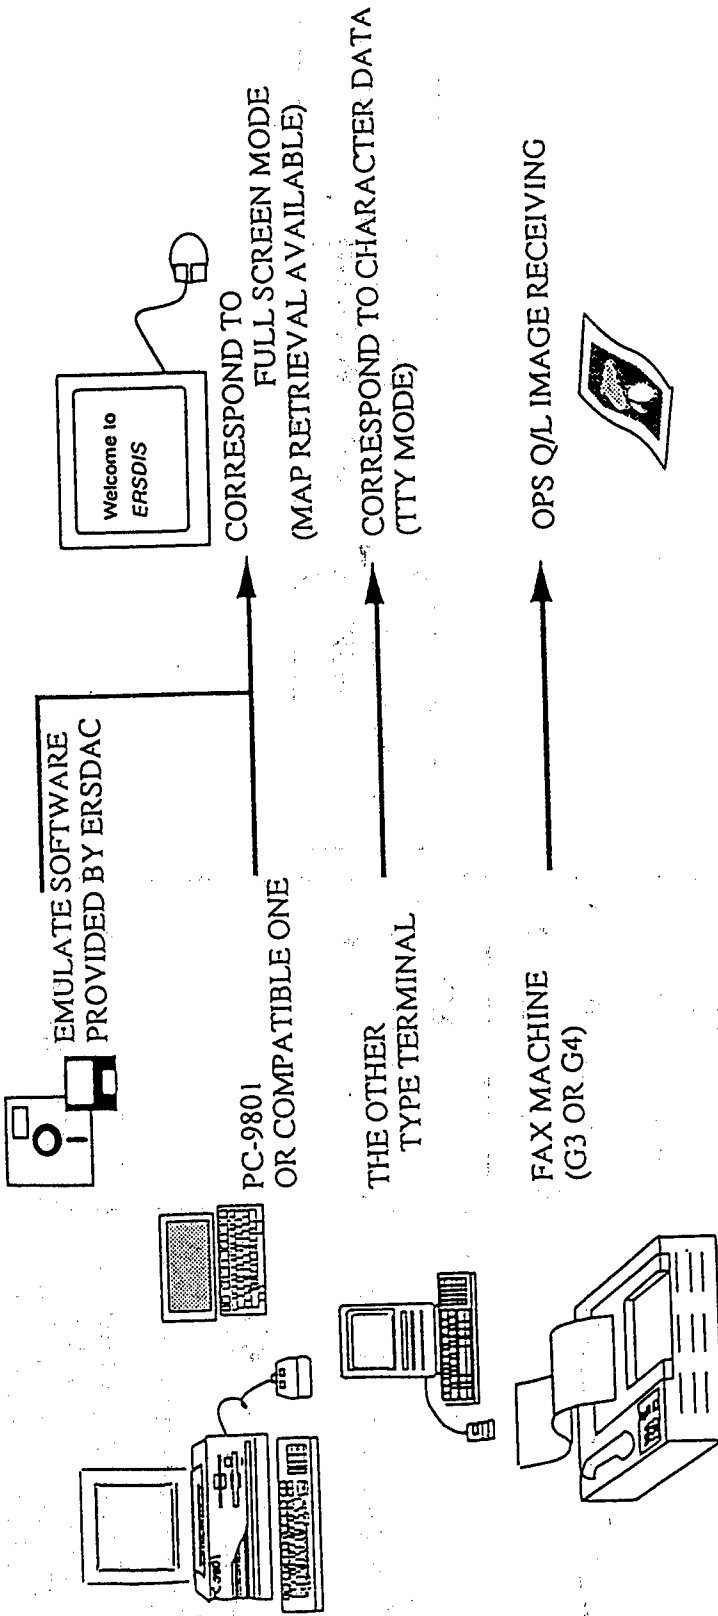 EMULATE SOFTWARE
PROVIDED BY ERSDAC
Welcome to
ERSDIS
PC-9801
OR COMPATIBLE ONE
CORRESPOND TO
FULL SCREEN MODE
(MAP RETRIEVAL AVAILABLE)
THE OTHER
TYPE TERMINAL
CORRESPOND TO CHARACTER DATA
(TTY MODE)
FAX MACHINE
(G3 OR G4)
OPS Q/L IMAGE RECEIVING